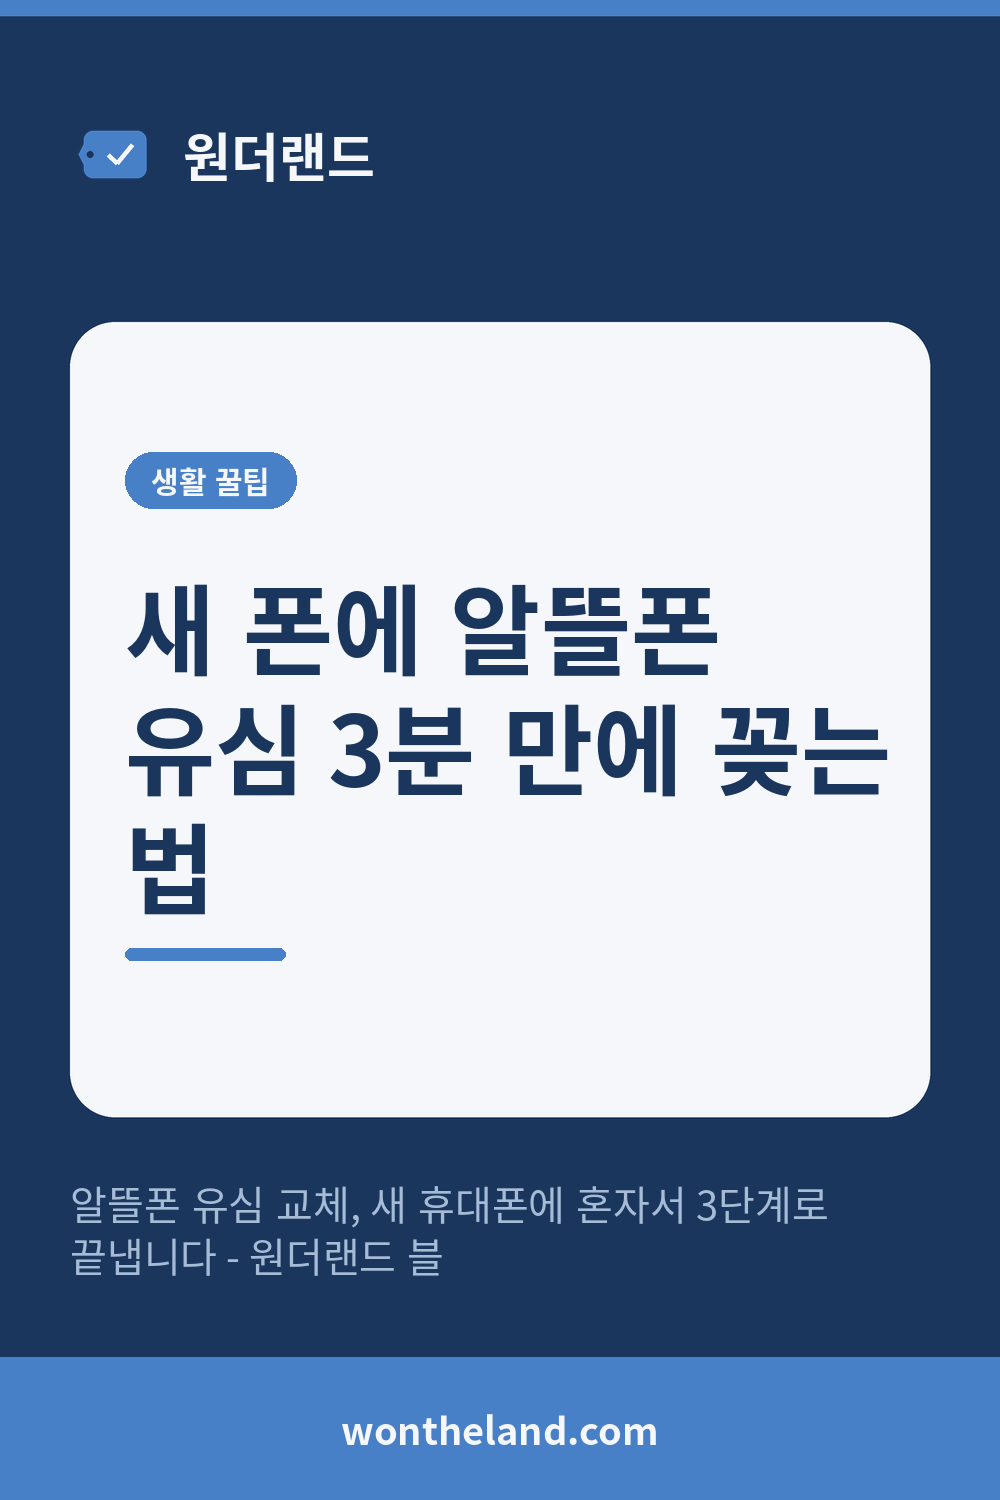 원더랜드
생활 꿀팁
새 폰에 알뜰폰
유심 3분 만에 꽂는
법
알뜰폰 유심 교체, 새 휴대폰에 혼자서 3단계로
끝냅니다 - 원더랜드 블
wontheland.com